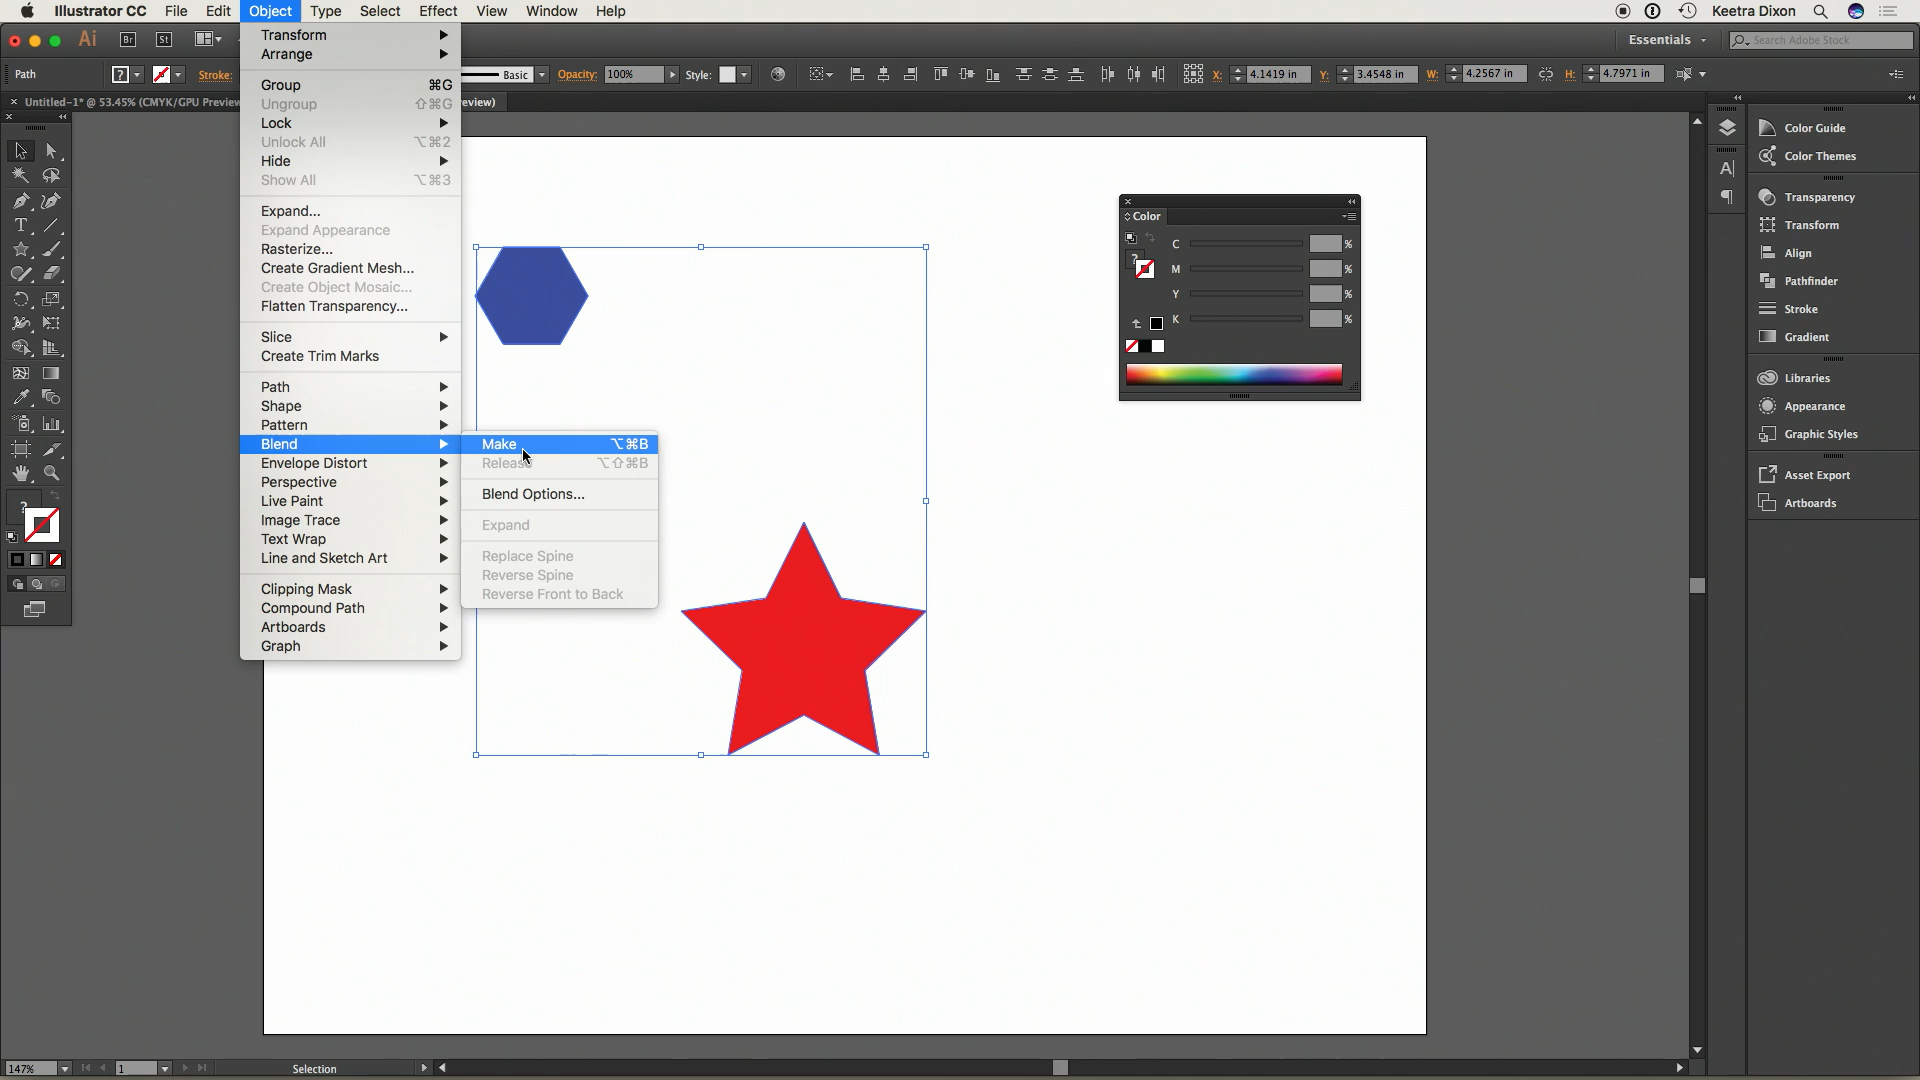 Illustrator CC File Edit Object Type Select Effect View Window Help Keetra Dixon
Ai Br St Essentials Search Adobe Stock
Path ? Stroke: Basic Opacity: 100% Style: X: 4.1419 in Y: 3.4548 in W: 4.2567 in H: 4.7971 in
× Untitled-1* @ 53.45% (CMYK/GPU Preview eview)
Transform
Arrange
Group ⌘G
Ungroup ⇧⌘G
Lock
Unlock All ⌥⌘2
Hide
Show All ⌥⌘3
Expand...
Expand Appearance
Rasterize...
Create Gradient Mesh...
Create Object Mosaic...
Flatten Transparency...
Slice
Create Trim Marks
Path
Shape
Pattern
Blend
Envelope Distort
Perspective
Live Paint
Image Trace
Text Wrap
Line and Sketch Art
Clipping Mask
Compound Path
Artboards
Graph
Make ⌥⌘B
Release ⌥⇧⌘B
Blend Options...
Expand
Replace Spine
Reverse Spine
Reverse Front to Back
Color
?
C %
M %
Y %
K %
Color Guide
Color Themes
Transparency
Transform
Align
Pathfinder
Stroke
Gradient
Libraries
Appearance
Graphic Styles
Asset Export
Artboards
?
147% 1 Selection